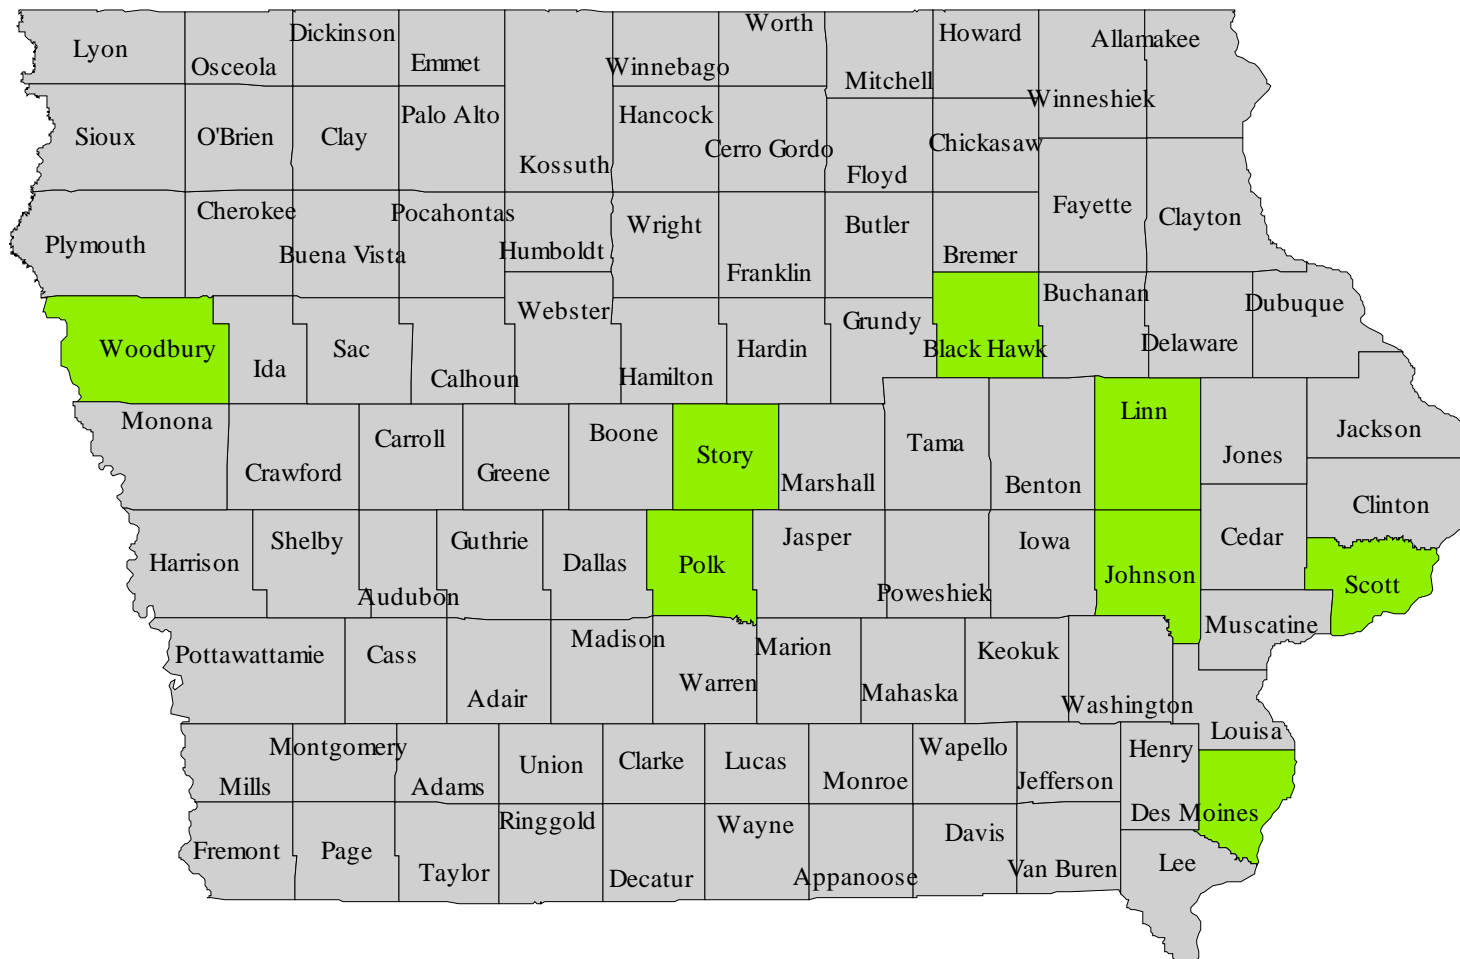 Lyon
Osceola
Dickinson
Emmet
Winnebago
Worth
Mitchell
Howard
Allamakee
Winneshiek
Sioux
O'Brien
Clay
Palo Alto
Kossuth
Hancock
Cerro Gordo
Floyd
Chickasaw
Plymouth
Cherokee
Buena Vista
Pocahontas
Humboldt
Wright
Franklin
Butler
Bremer
Fayette
Clayton
Woodbury
Ida
Sac
Calhoun
Webster
Hamilton
Hardin
Grundy
Black Hawk
Buchanan
Delaware
Dubuque
Monona
Crawford
Carroll
Greene
Boone
Story
Marshall
Tama
Benton
Linn
Jones
Jackson
Clinton
Harrison
Shelby
Audubon
Guthrie
Dallas
Polk
Jasper
Poweshiek
Iowa
Johnson
Cedar
Scott
Muscatine
Pottawattamie
Cass
Adair
Madison
Warren
Marion
Mahaska
Keokuk
Washington
Louisa
Mills
Montgomery
Adams
Union
Clarke
Lucas
Monroe
Wapello
Jefferson
Henry
Des Moines
Fremont
Page
Taylor
Ringgold
Decatur
Wayne
Appanoose
Davis
Van Buren
Lee